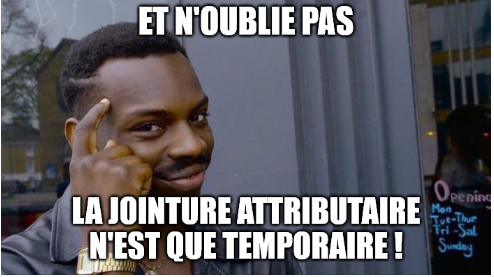 ET N'OUBLIE PAS
LA JOINTURE ATTRIBUTAIRE
N'EST QUE TEMPORAIRE !
Opening
Mon
Tue-Thur
Fri-Sat
Sunday